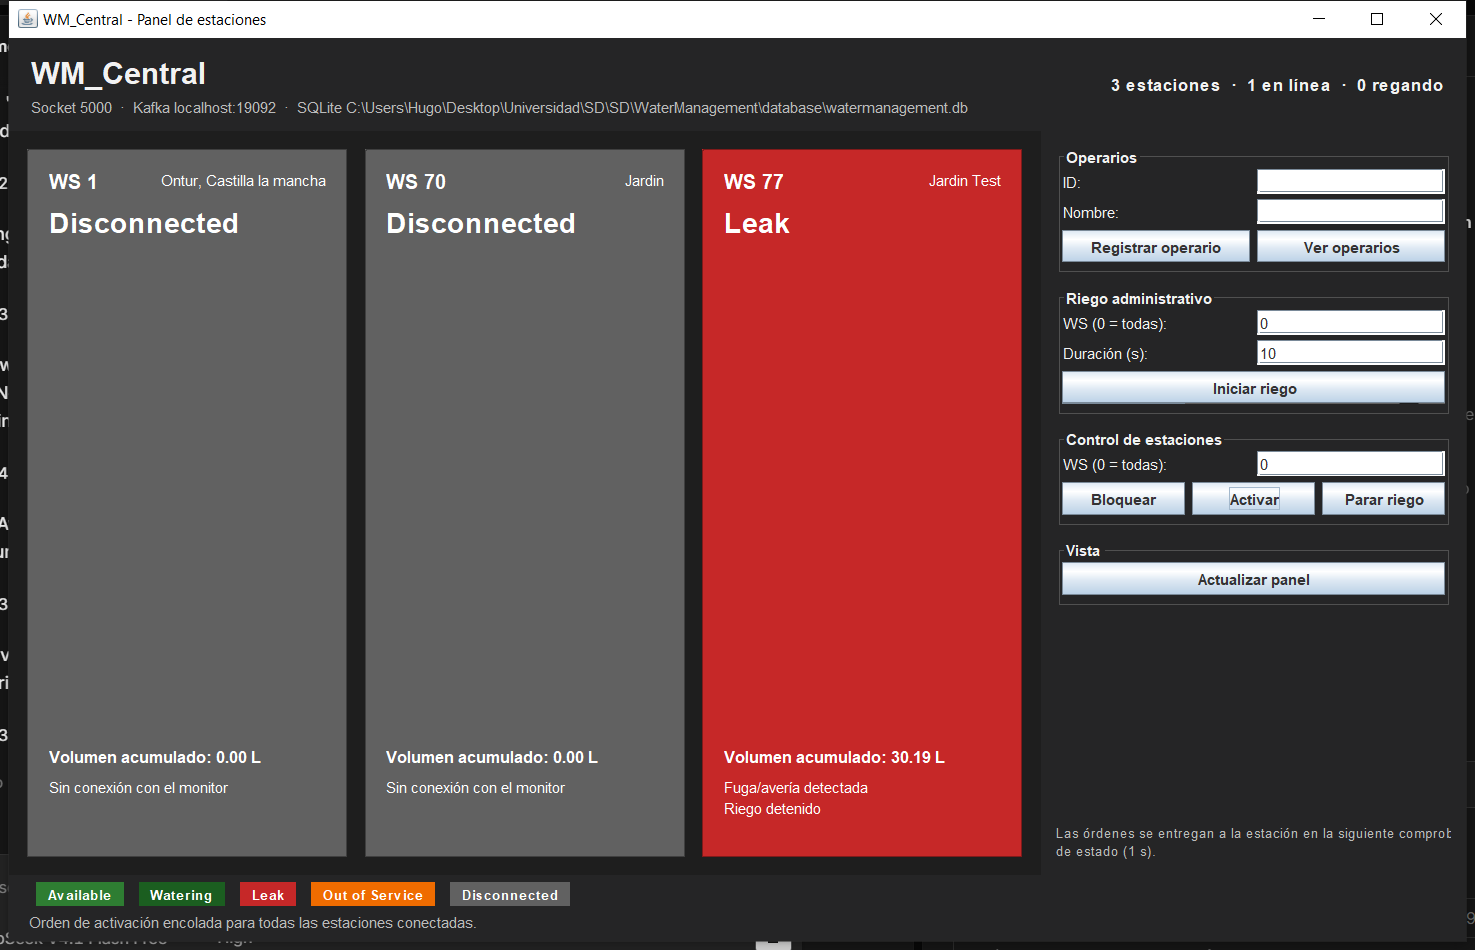 WM_Central - Panel de estaciones
WM_Central
Socket 5000 · Kafka localhost:19092 · SQLite C:\Users\Hugo\Desktop\Universidad\SD\SD\WaterManagement\database\watermanagement.db
3 estaciones · 1 en línea · 0 regando
WS 1 Ontur, Castilla la mancha
Disconnected
Volumen acumulado: 0.00 L
Sin conexión con el monitor
WS 70 Jardin
Disconnected
Volumen acumulado: 0.00 L
Sin conexión con el monitor
WS 77 Jardin Test
Leak
Volumen acumulado: 30.19 L
Fuga/avería detectada
Riego detenido
Operarios
ID:
Nombre:
Registrar operario Ver operarios
Riego administrativo
WS (0 = todas): 0
Duración (s): 10
Iniciar riego
Control de estaciones
WS (0 = todas): 0
Bloquear Activar Parar riego
Vista
Actualizar panel
Las órdenes se entregan a la estación en la siguiente comprob
de estado (1 s).
Available Watering Leak Out of Service Disconnected
Orden de activación encolada para todas las estaciones conectadas.